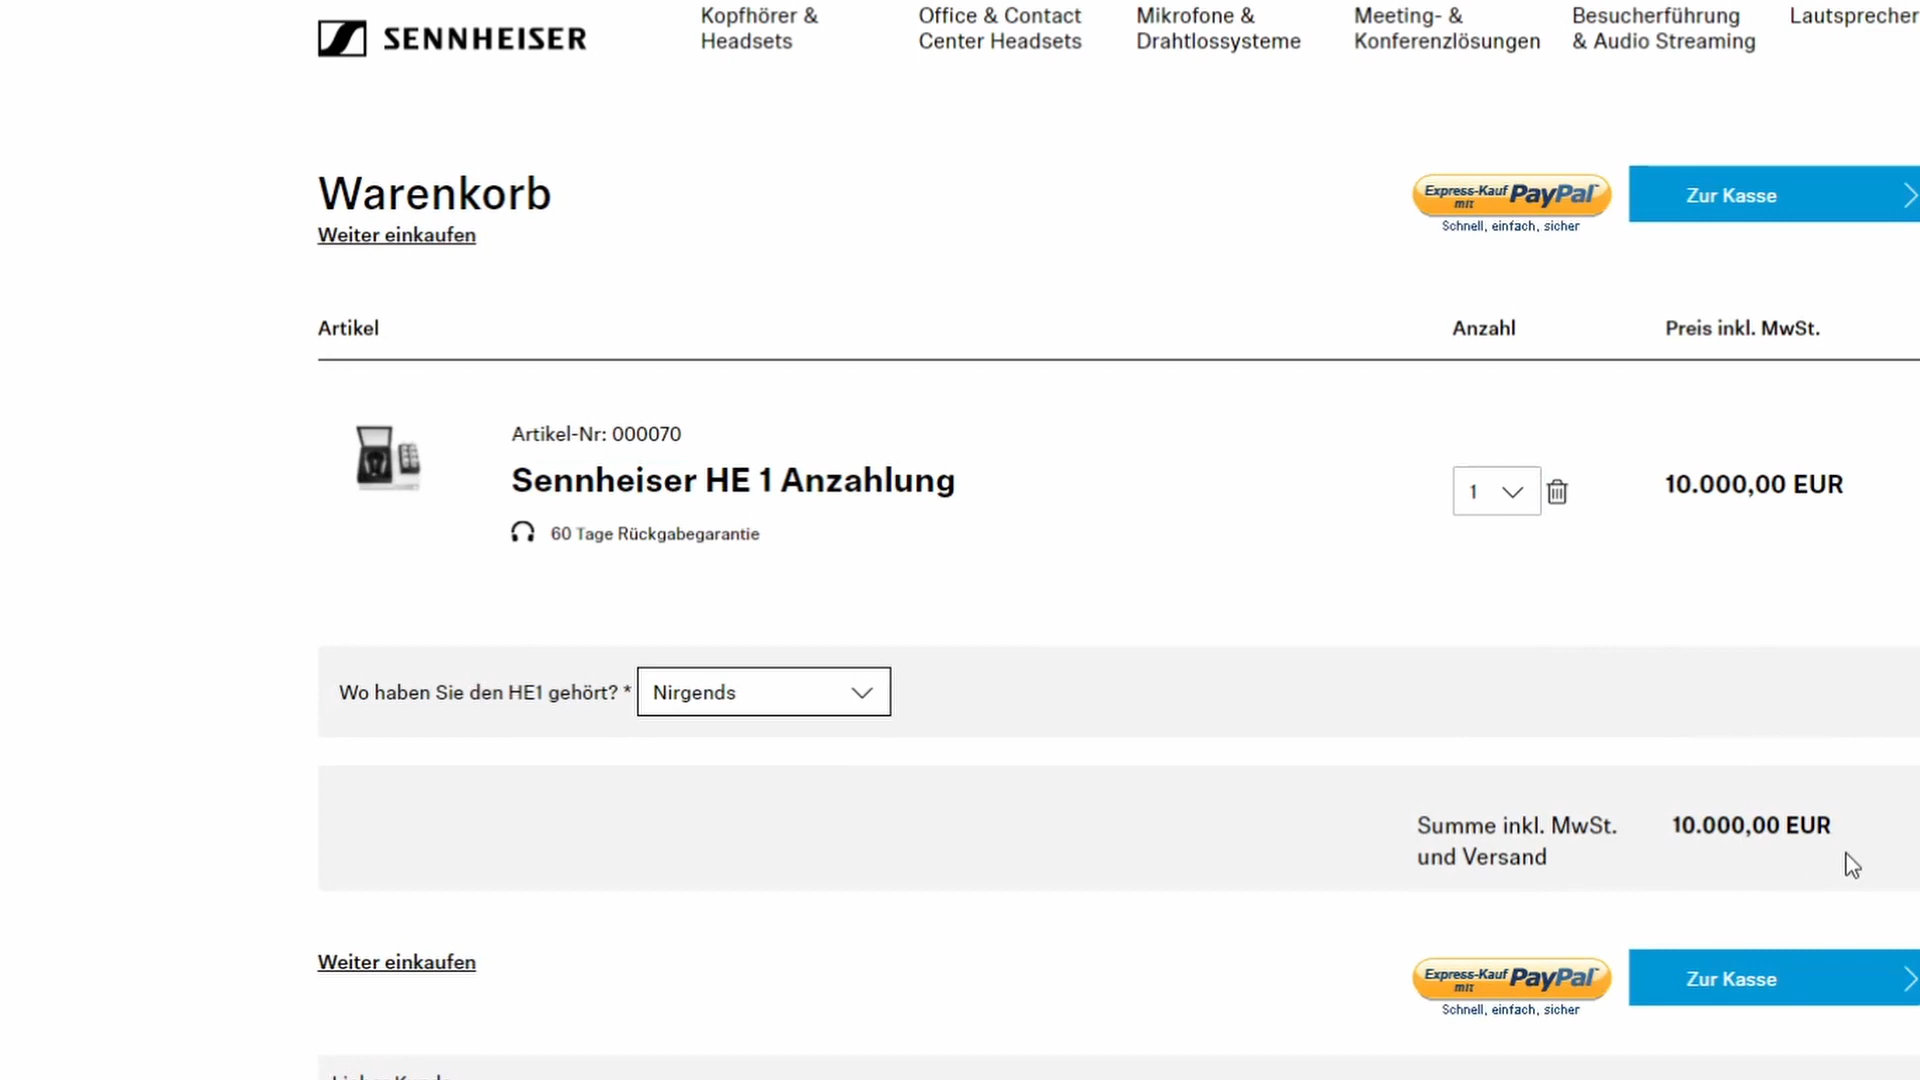 SENNHEISER
Kopfhörer &
Headsets
Office & Contact
Center Headsets
Mikrofone &
Drahtlossysteme
Meeting- &
Konferenzlösungen
Besucherführung
& Audio Streaming
Lautsprecher
Warenkorb
Weiter einkaufen
Express-Kauf PayPal
mit
Schnell, einfach, sicher
Zur Kasse
Artikel
Anzahl
Preis inkl. MwSt.
Artikel-Nr: 000070
Sennheiser HE 1 Anzahlung
60 Tage Rückgabegarantie
1
10.000,00 EUR
Wo haben Sie den HE1 gehört? *
Nirgends
Summe inkl. MwSt.
und Versand
10.000,00 EUR
Weiter einkaufen
Express-Kauf PayPal
mit
Schnell, einfach, sicher
Zur Kasse